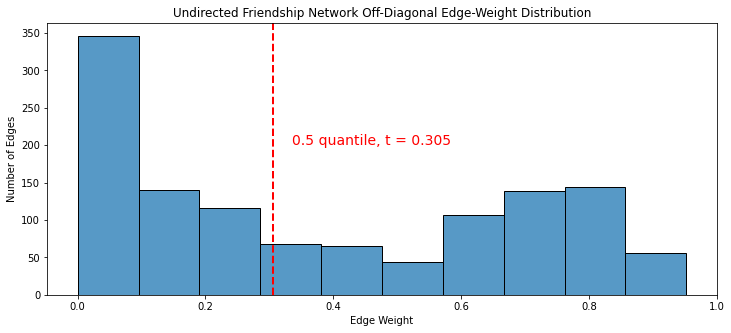 Undirected Friendship Network Off-Diagonal Edge-Weight Distribution
350
300
250
200
150
100
50
0
Number of Edges
0.5 quantile, t = 0.305
0.0 0.2 0.4 0.6 0.8 1.0
Edge Weight